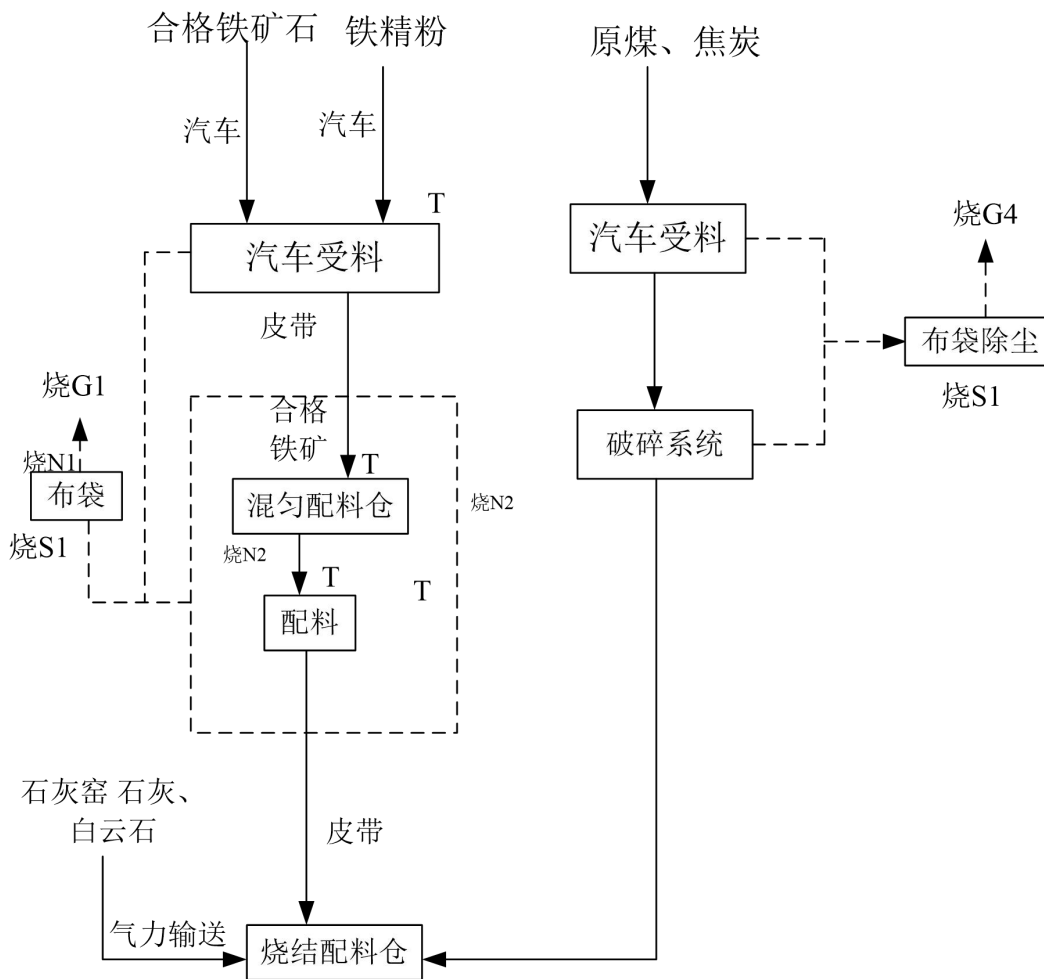 合格铁矿石
铁精粉
原煤、焦炭
汽车
汽车
T
汽车受料
汽车受料
烧G4
皮带
布袋除尘
烧S1
烧G1
合格
铁矿
破碎系统
烧N1
T
布袋
混匀配料仓
烧N2
烧S1
烧N2
T
T
配料
石灰窑 石灰、
白云石
皮带
气力输送
烧结配料仓